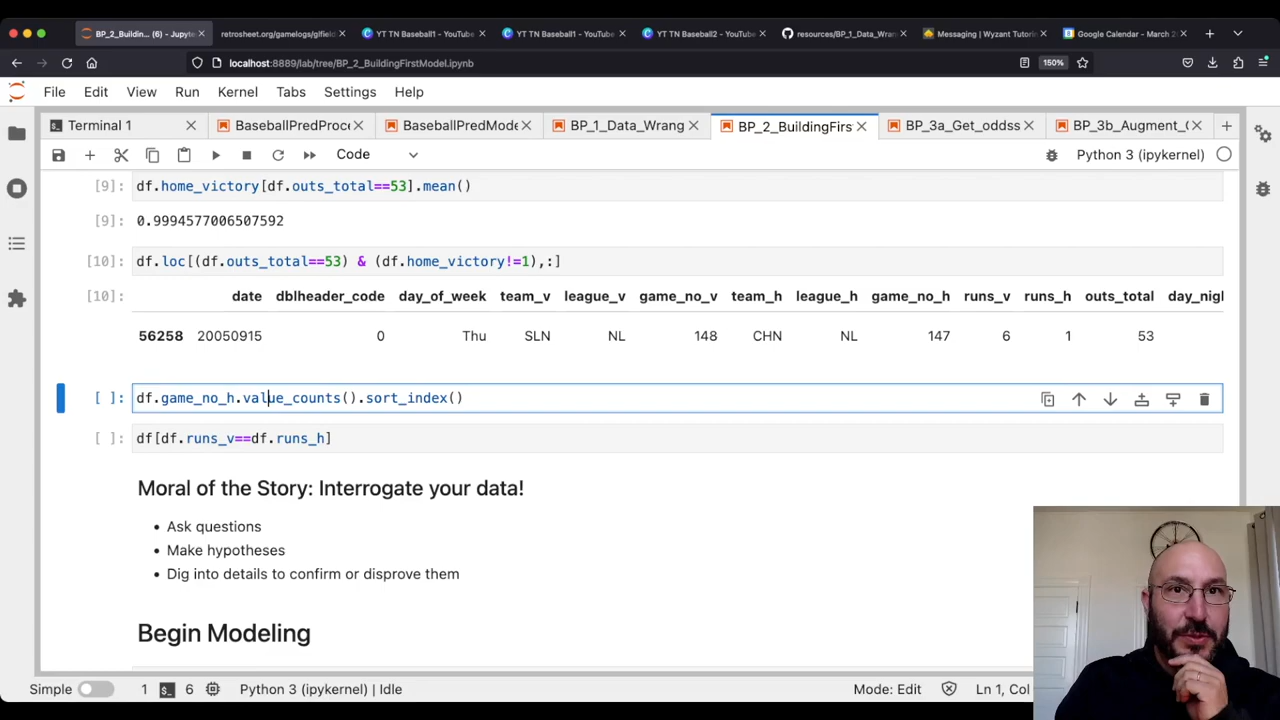 BP_2_Buildin... (6) - Jupyte
retrosheet.org/gamelogs/glfield
YT TN Baseball1 - YouTube
YT TN Baseball1 - YouTube
YT TN Baseball2 - YouTube
resources/BP_1_Data_Wra
Messaging | Wyzant Tutorin
Google Calendar - March 2
localhost:8889/lab/tree/BP_2_BuildingFirstModel.ipynb
150%
File Edit View Run Kernel Tabs Settings Help
Terminal 1
BaseballPredProc
BaseballPredMode
BP_1_Data_Wrang
BP_2_BuildingFirs
BP_3a_Get_oddss
BP_3b_Augment_
Code
Python 3 (ipykernel)
[9]: df.home_victory[df.outs_total==53].mean()
[9]: 0.9994577006507592
[10]: df.loc[(df.outs_total==53) & (df.home_victory!=1),:]
[10]: date dblheader_code day_of_week team_v league_v game_no_v team_h league_h game_no_h runs_v runs_h outs_total day_nigl
56258 20050915 0 Thu SLN NL 148 CHN NL 147 6 1 53
[ ]: df.game_no_h.value_counts().sort_index()
[ ]: df[df.runs_v==df.runs_h]
Moral of the Story: Interrogate your data!
• Ask questions
• Make hypotheses
• Dig into details to confirm or disprove them
Begin Modeling
Simple 1 6 Python 3 (ipykernel) | Idle
Mode: Edit Ln 1, Col